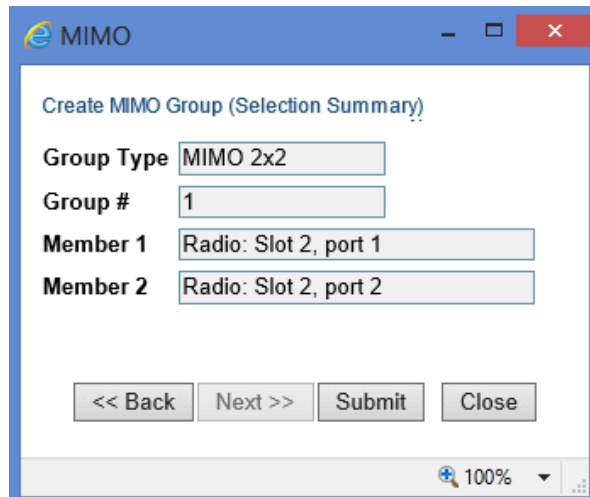 MIMO
Create MIMO Group (Selection Summary)
Group Type MIMO 2x2
Group # 1
Member 1 Radio: Slot 2, port 1
Member 2 Radio: Slot 2, port 2
<< Back Next >> Submit Close
100%